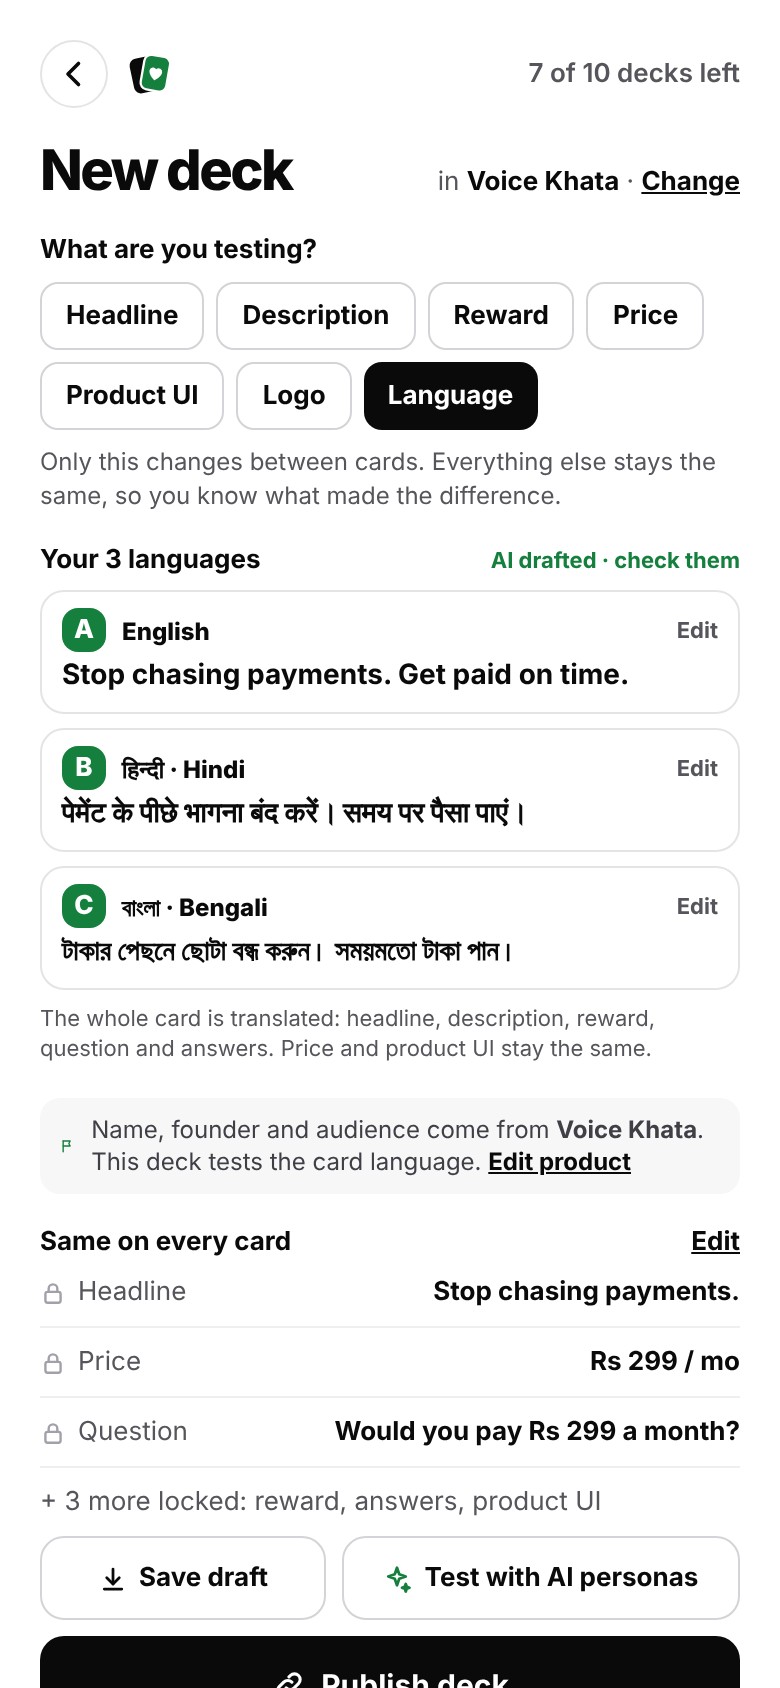 7 of 10 decks left
New deck
in Voice Khata · Change
What are you testing?
Headline
Description
Reward
Price
Product UI
Logo
Language
Only this changes between cards. Everything else stays the
same, so you know what made the difference.
Your 3 languages
AI drafted · check them
A English Edit
Stop chasing payments. Get paid on time.
B हिन्दी · Hindi Edit
पेमेंट के पीछे भागना बंद करें। समय पर पैसा पाएं।
C বাংলা · Bengali Edit
টাকার পেছনে ছোটা বন্ধ করুন। সময়মতো টাকা পান।
The whole card is translated: headline, description, reward,
question and answers. Price and product UI stay the same.
Name, founder and audience come from Voice Khata.
This deck tests the card language. Edit product
Same on every card Edit
Headline Stop chasing payments.
Price Rs 299 / mo
Question Would you pay Rs 299 a month?
+ 3 more locked: reward, answers, product UI
Save draft
Test with AI personas
Publish deck